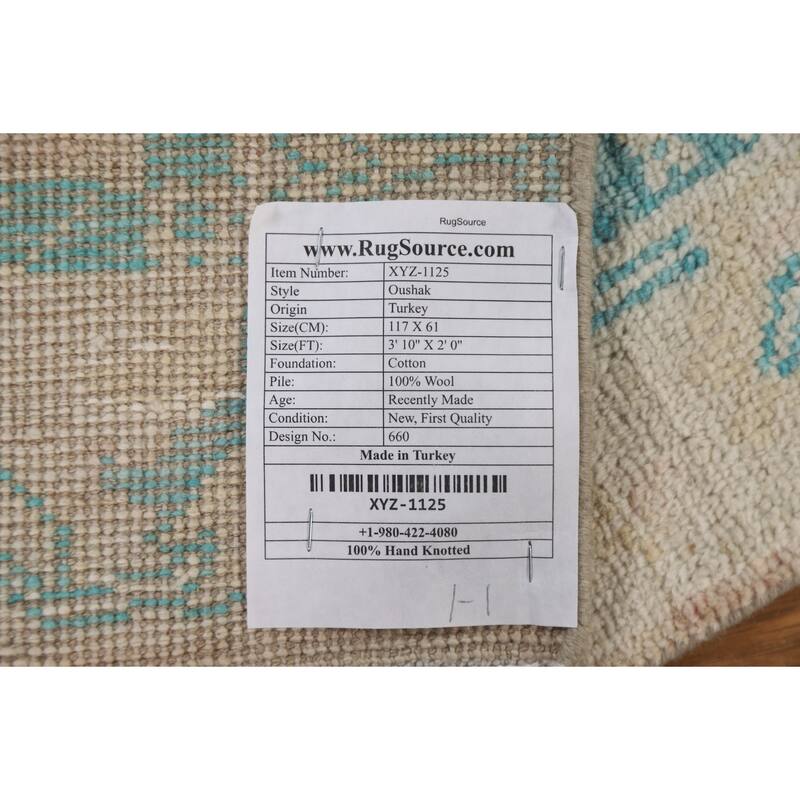 RugSource
www.RugSource.com
Item Number: XYZ-1125
Style Oushak
Origin Turkey
Size(CM): 117 X 61
Size(FT): 3' 10" X 2' 0"
Foundation: Cotton
Pile: 100% Wool
Age: Recently Made
Condition: New, First Quality
Design No.: 660
Made in Turkey
XYZ-1125
+1-980-422-4080
100% Hand Knotted
1-1